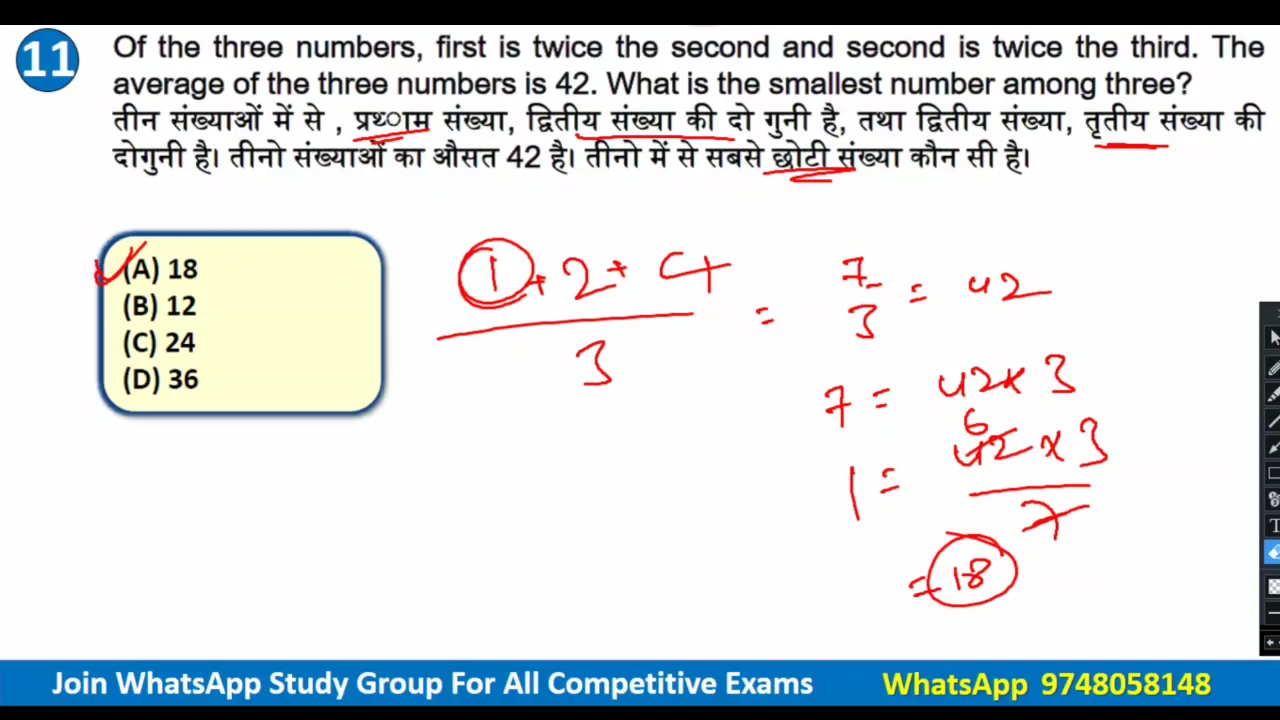 11
Of the three numbers, first is twice the second and second is twice the third. The
average of the three numbers is 42. What is the smallest number among three?
तीन संख्याओं में से , प्रथ्ाम संख्या, द्वितीय संख्या की दो गुनी है, तथा द्वितीय संख्या, तृतीय संख्या की
दोगुनी है। तीनो संख्याओं का औसत 42 है। तीनो में से सबसे छोटी संख्या कौन सी है।
(A) 18
(B) 12
(C) 24
(D) 36
1 + 2 + 4
3
= 7
3
= 42
7 = 42 x 3
6
1 = 42 x 3
7
= 18
Join WhatsApp Study Group For All Competitive Exams
WhatsApp 9748058148